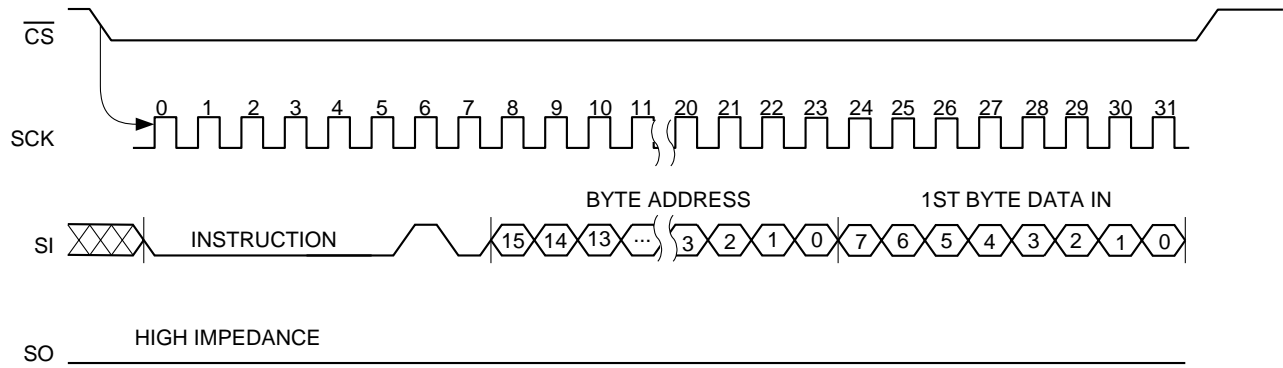 CS
0 1 2 3 4 5 6 7 8 9 10 11 20 21 22 23 24 25 26 27 28 29 30 31
SCK
BYTE ADDRESS 1ST BYTE DATA IN
SI INSTRUCTION 15 14 13 ... 3 2 1 0 7 6 5 4 3 2 1 0
HIGH IMPEDANCE
SO